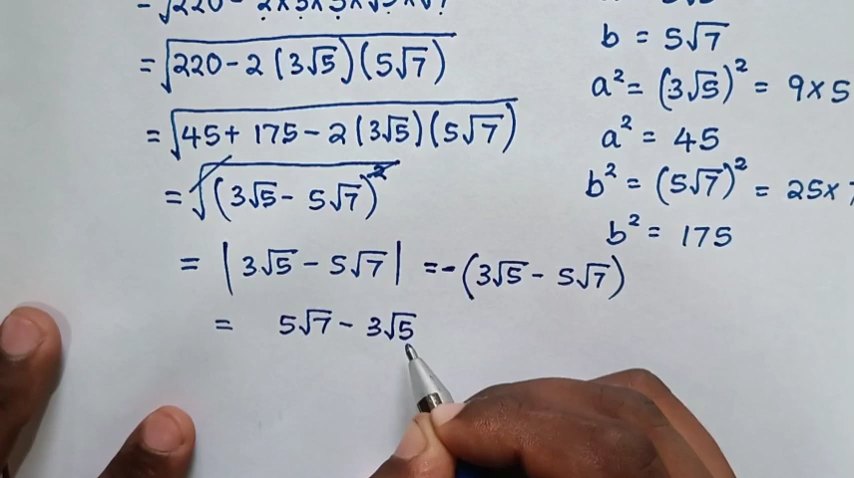 = √220 - 2 (3√5) (5√7)
= √45 + 175 - 2 (3√5) (5√7)
= √(3√5 - 5√7)²
= |3√5 - 5√7| = -(3√5 - 5√7)
= 5√7 - 3√5
b = 5√7
a² = (3√5)² = 9 × 5
a² = 45
b² = (5√7)² = 25 ×
b² = 175